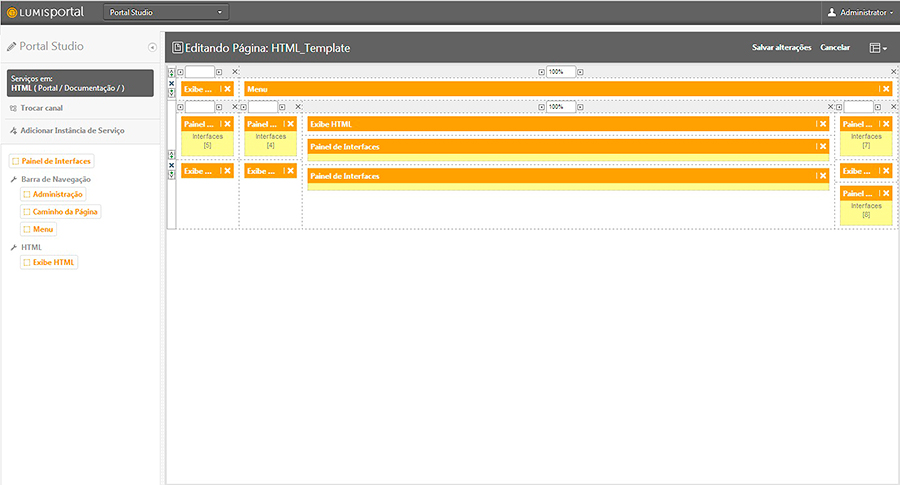 LUMISPORTAL
Portal Studio
Administrator
Portal Studio
Editando Página: HTML_Template
Salvar alterações
Cancelar
Serviços em:
HTML ( Portal / Documentação / )
Trocar canal
Adicionar Instância de Serviço
Painel de Interfaces
Barra de Navegação
Administração
Caminho da Página
Menu
HTML
Exibe HTML
100%
Exibe ...
Menu
100%
Painel ...
Interfaces
[5]
Painel ...
Interfaces
[4]
Exibe HTML
Painel de Interfaces
Painel ...
Interfaces
[7]
Exibe ...
Exibe ...
Painel de Interfaces
Exibe ...
Painel ...
Interfaces
[8]